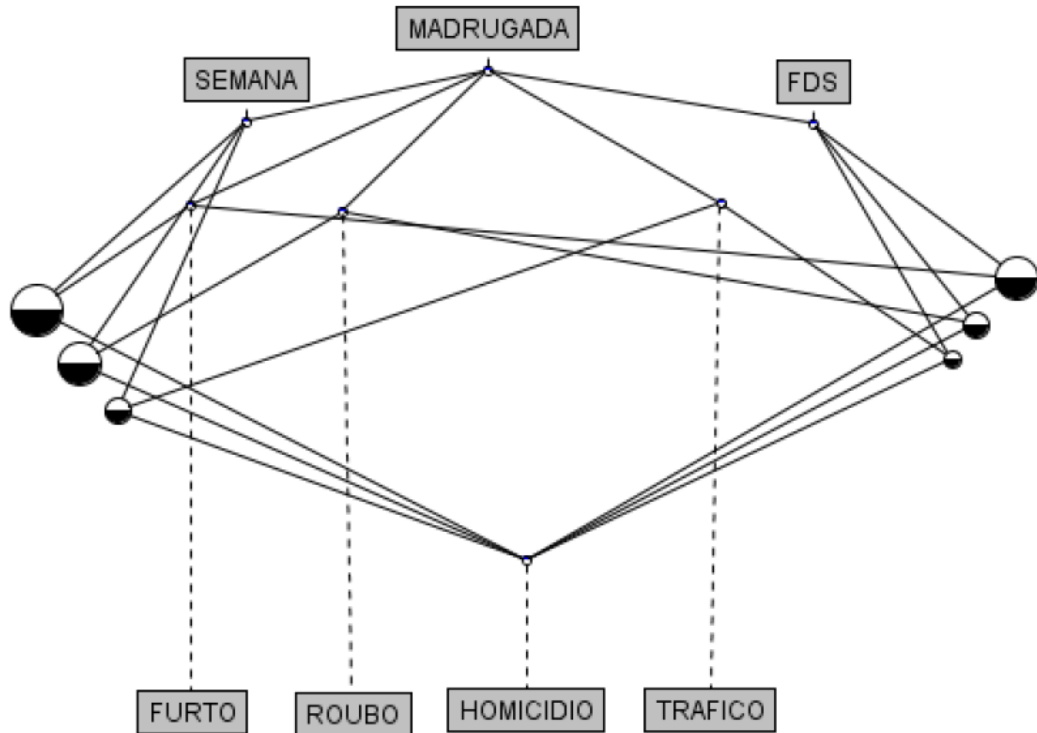 MADRUGADA
SEMANA
FDS
FURTO
ROUBO
HOMICIDIO
TRAFICO